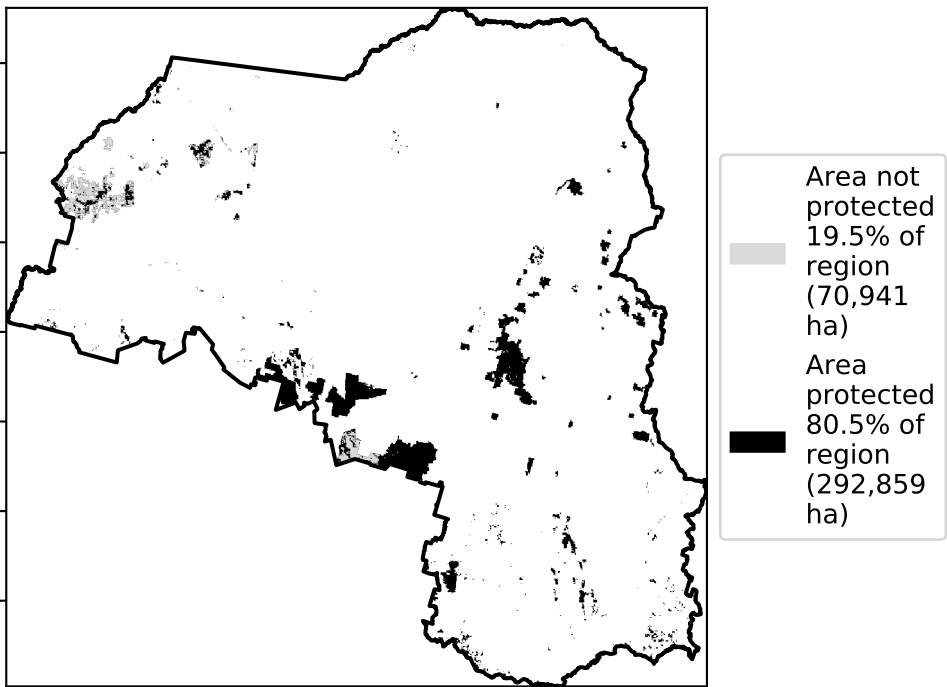 Area not
protected
19.5% of
region
(70,941
ha)
Area
protected
80.5% of
region
(292,859
ha)